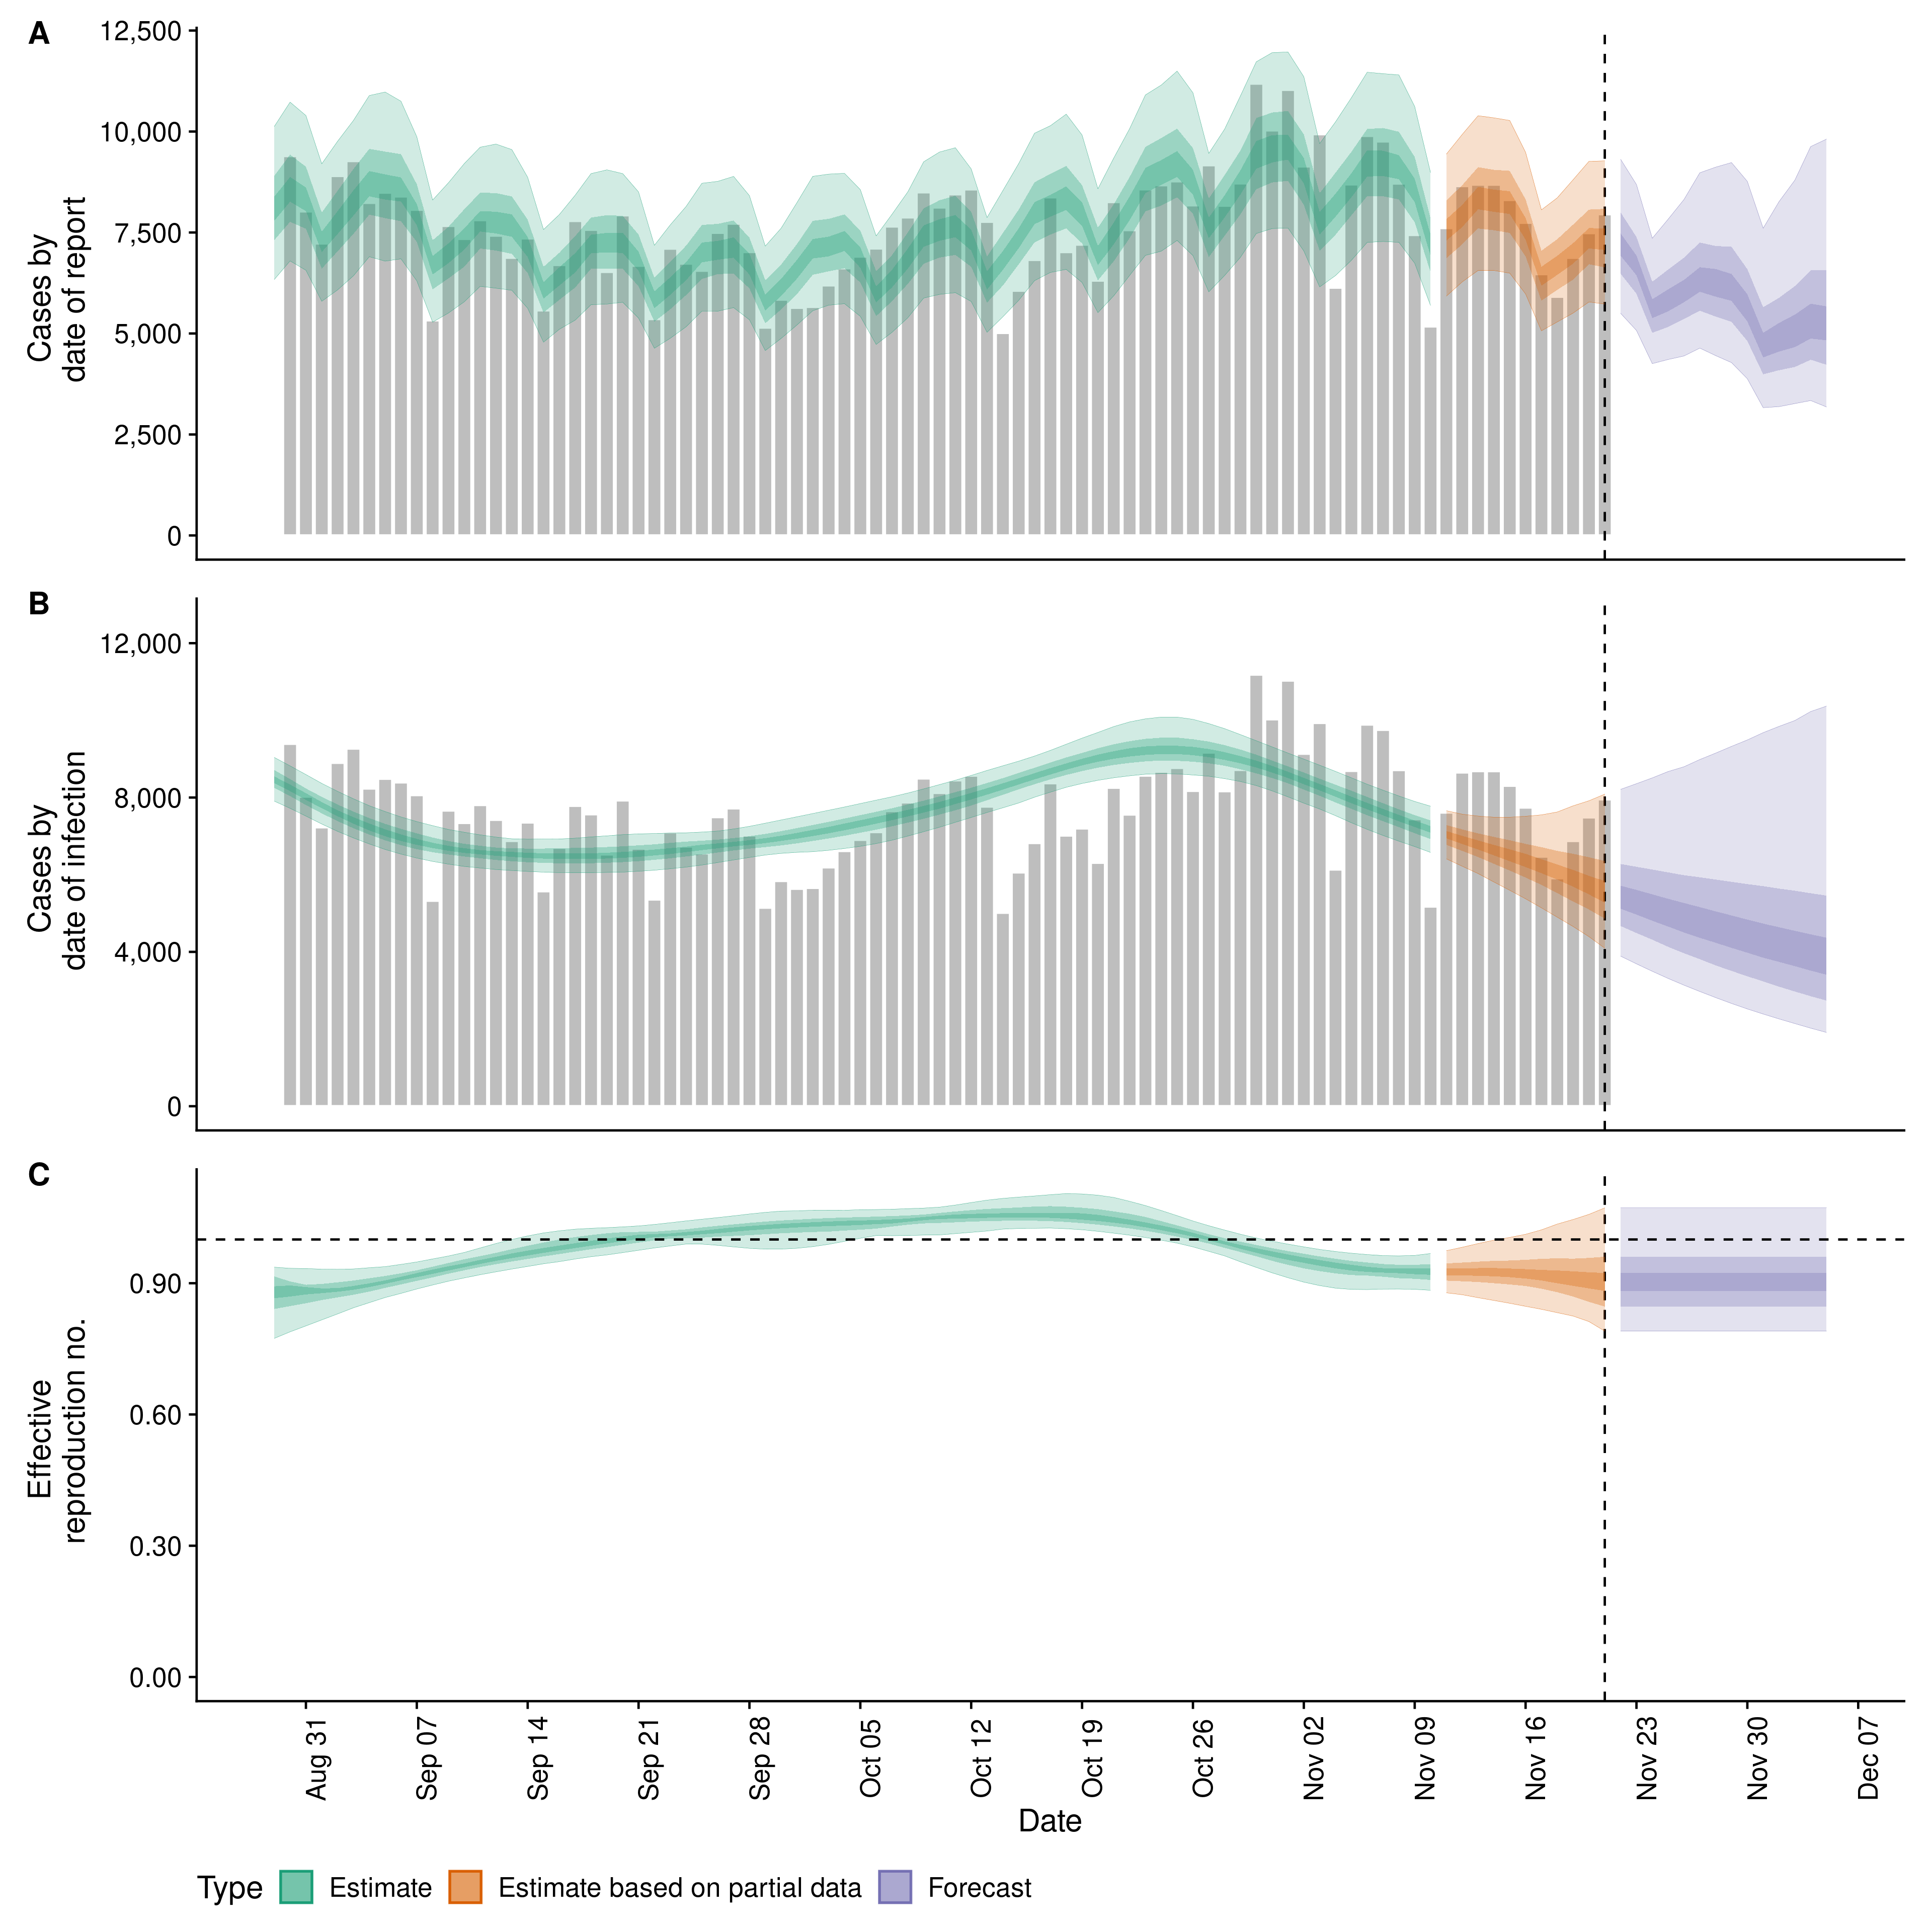 A
Cases by
date of report
12,500
10,000
7,500
5,000
2,500
0
B
Cases by
date of infection
12,000
8,000
4,000
0
C
Effective
reproduction no.
0.90
0.60
0.30
0.00
Aug 31
Sep 07
Sep 14
Sep 21
Sep 28
Oct 05
Oct 12
Oct 19
Oct 26
Nov 02
Nov 09
Nov 16
Nov 23
Nov 30
Dec 07
Date
Type Estimate Estimate based on partial data Forecast